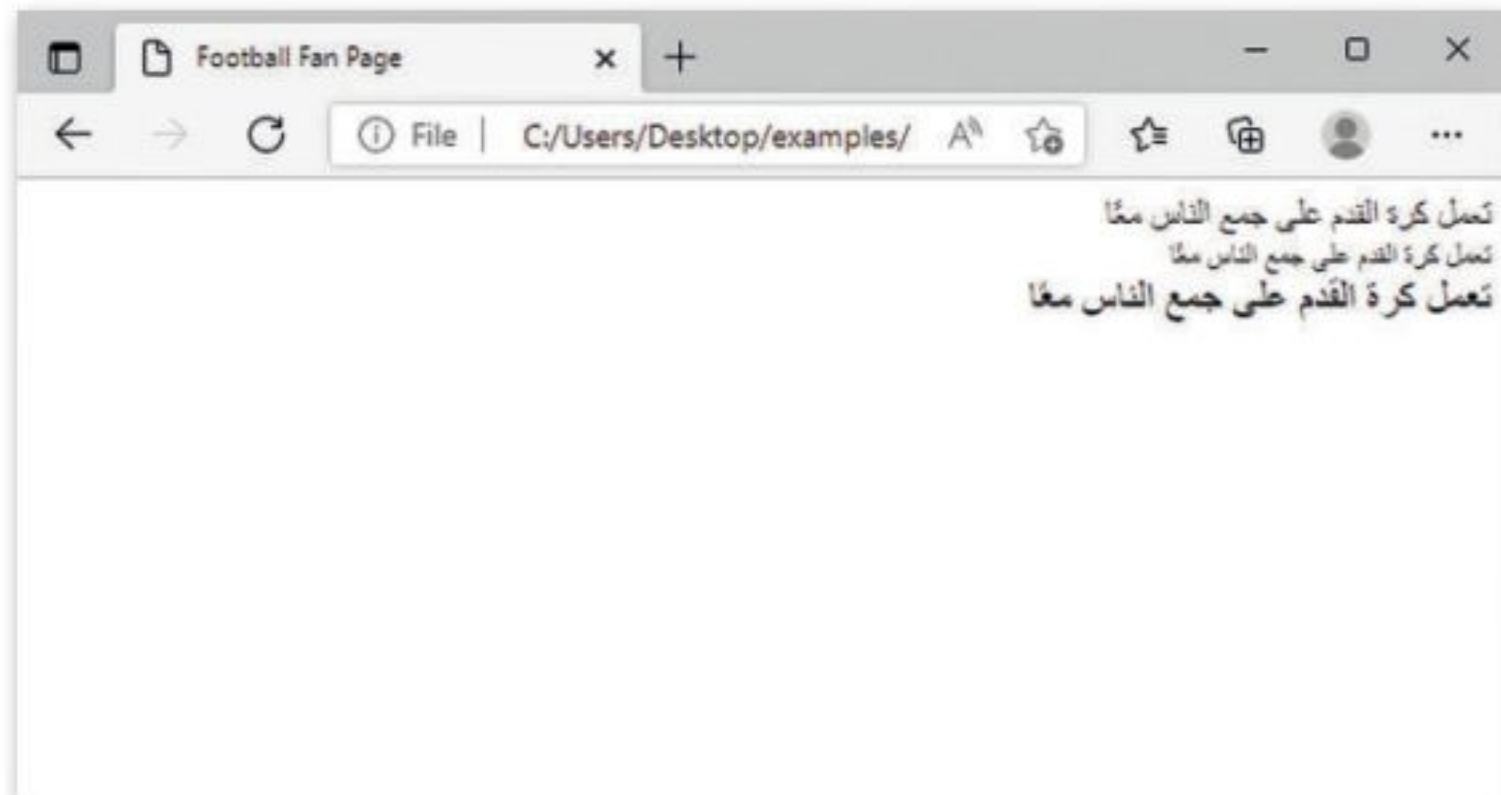 Football Fan Page
File | C:/Users/Desktop/examples/
تعمل كرة القدم على جمع الناس معًا
تعمل كرة القدم على جمع الناس معًا
تعمل كرة القدم على جمع الناس معًا